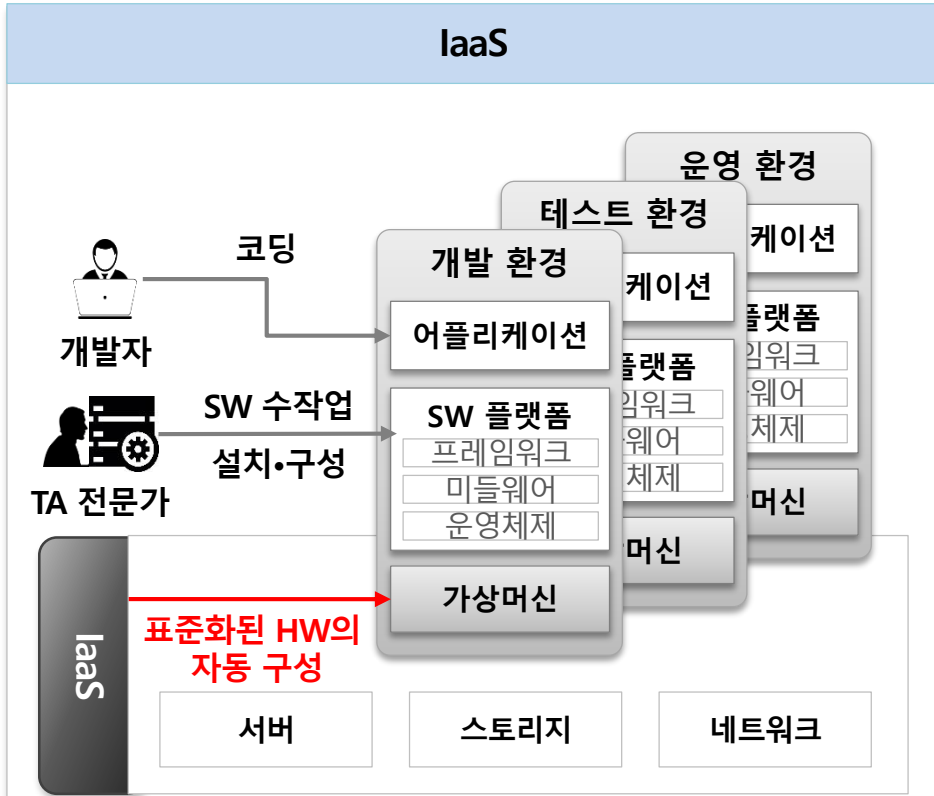 IaaS
운영 환경
케이션
플랫폼
임워크
웨어
체제
머신
테스트 환경
케이션
플랫폼
임워크
웨어
체제
머신
개발 환경
어플리케이션
SW 플랫폼
프레임워크
미들웨어
운영체제
가상머신
코딩
개발자
SW 수작업
설치•구성
TA 전문가
IaaS
표준화된 HW의
자동 구성
서버
스토리지
네트워크